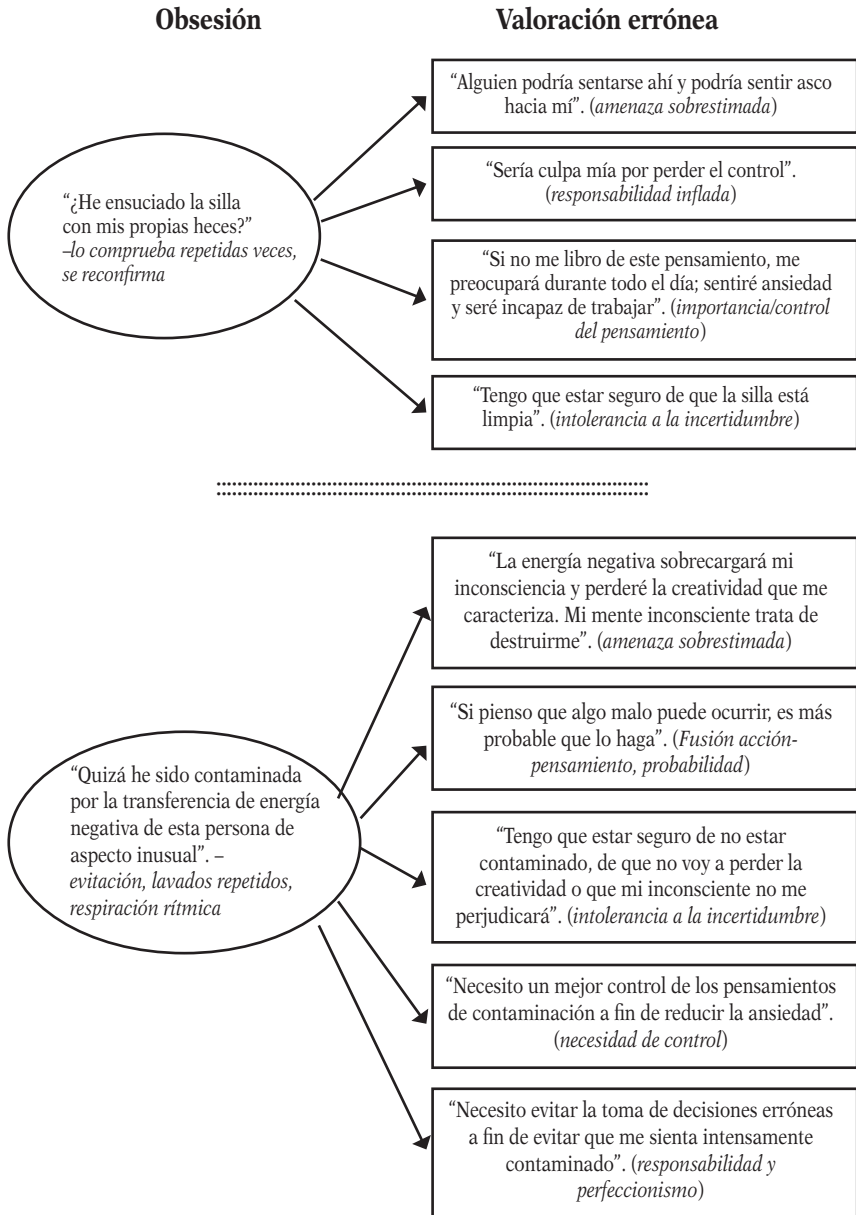 Obsesión
Valoración errónea
“¿He ensuciado la silla
con mis propias heces?”
–lo comprueba repetidas veces,
se reconfirma
“Alguien podría sentarse ahí y podría sentir asco
hacia mí”. (amenaza sobrestimada)
“Sería culpa mía por perder el control”.
(responsabilidad inflada)
“Si no me libro de este pensamiento, me
preocupará durante todo el día; sentiré ansiedad
y seré incapaz de trabajar”. (importancia/control
del pensamiento)
“Tengo que estar seguro de que la silla está
limpia”. (intolerancia a la incertidumbre)
“Quizá he sido contaminada
por la transferencia de energía
negativa de esta persona de
aspecto inusual”. –
evitación, lavados repetidos,
respiración rítmica
“La energía negativa sobrecargará mi
inconsciencia y perderé la creatividad que me
caracteriza. Mi mente inconsciente trata de
destruirme”. (amenaza sobrestimada)
“Si pienso que algo malo puede ocurrir, es más
probable que lo haga”. (Fusión acción-
pensamiento, probabilidad)
“Tengo que estar seguro de no estar
contaminado, de que no voy a perder la
creatividad o que mi inconsciente no me
perjudicará”. (intolerancia a la incertidumbre)
“Necesito un mejor control de los pensamientos
de contaminación a fin de reducir la ansiedad”.
(necesidad de control)
“Necesito evitar la toma de decisiones erróneas
a fin de evitar que me sienta intensamente
contaminado”. (responsabilidad y
perfeccionismo)